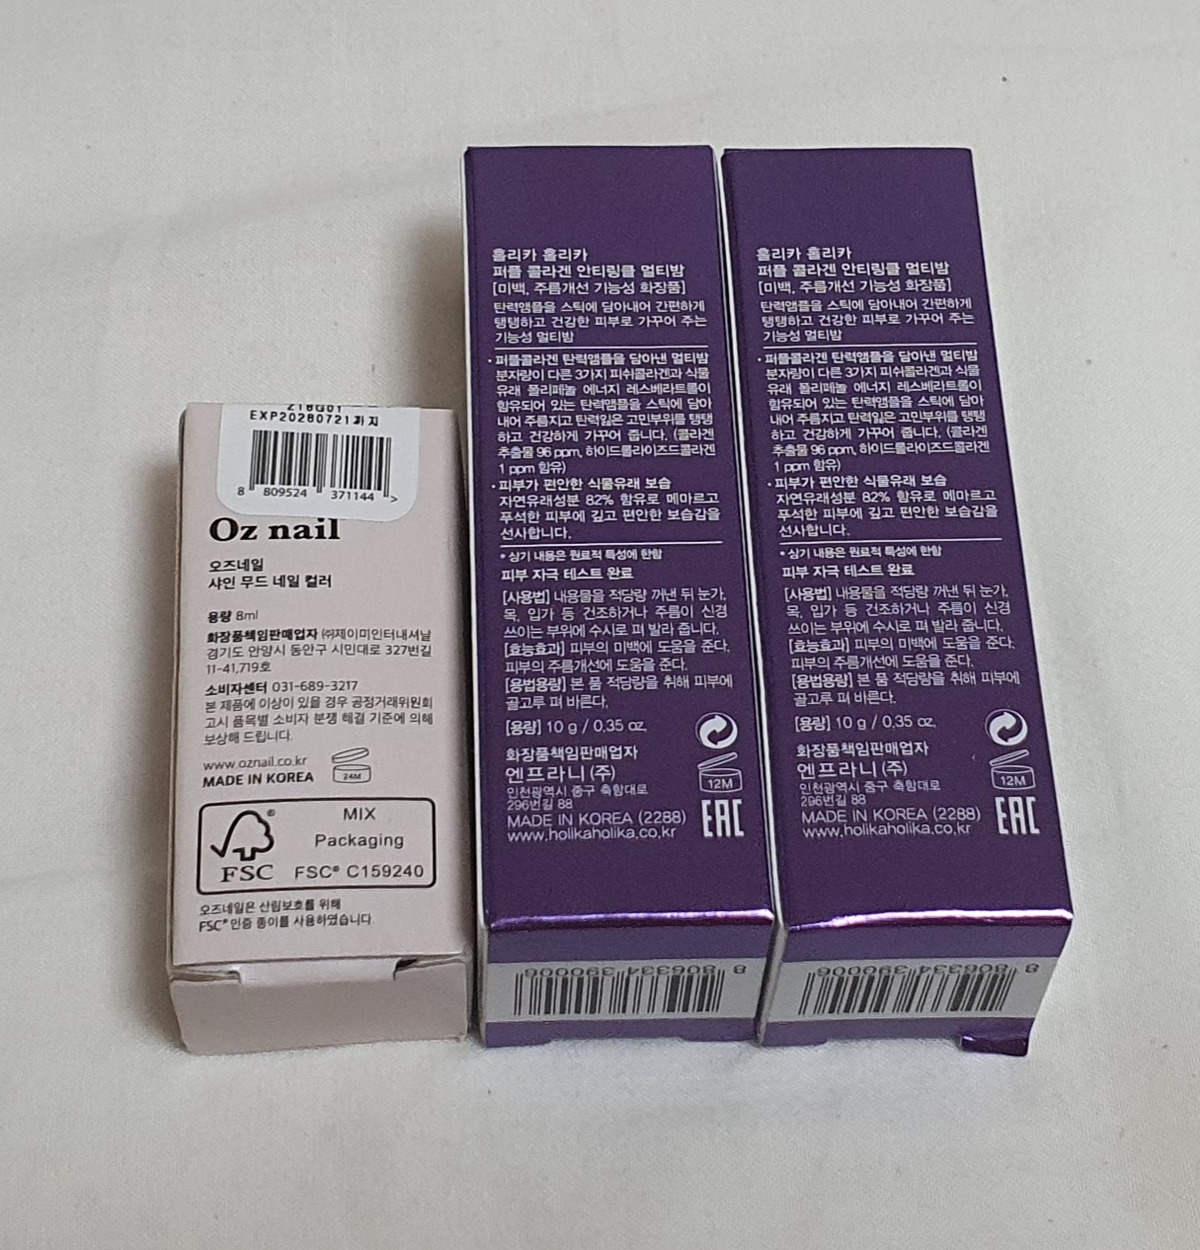 Z18G01
EXP20280721까지
8 809524 371144 >
Oz nail
오즈네일
샤인 무드 네일 컬러
용량 8ml
화장품책임판매업자 ㈜제이미인터내셔날
경기도 안양시 동안구 시민대로 327번길
11-41,719호
소비자센터 031-689-3217
본 제품에 이상이 있을 경우 공정거래위원회
고시 품목별 소비자 분쟁 해결 기준에 의해
보상해 드립니다.
www.oznail.co.kr
MADE IN KOREA
24M
MIX
Packaging
FSC
FSC® C159240
오즈네일은 산림보호를 위해
FSC® 인증 종이를 사용하였습니다.
홀리카 홀리카
퍼플 콜라겐 안티링클 멀티밤
[미백, 주름개선 기능성 화장품]
탄력앰플을 스틱에 담아내어 간편하게
탱탱하고 건강한 피부로 가꾸어 주는
기능성 멀티밤
· 퍼플콜라겐 탄력앰플을 담아낸 멀티밤
분자량이 다른 3가지 피쉬콜라겐과 식물
유래 폴리페놀 에너지 레스베라트롤이
함유되어 있는 탄력앰플을 스틱에 담아
내어 주름지고 탄력잃은 고민부위를 탱탱
하고 건강하게 가꾸어 줍니다. (콜라겐
추출물 96 ppm, 하이드롤라이즈드콜라겐
1 ppm 함유)
· 피부가 편안한 식물유래 보습
자연유래성분 82% 함유로 메마르고
푸석한 피부에 깊고 편안한 보습감을
선사합니다.
* 상기 내용은 원료적 특성에 한함
피부 자극 테스트 완료
[사용법] 내용물을 적당량 꺼낸 뒤 눈가,
목, 입가 등 건조하거나 주름이 신경
쓰이는 부위에 수시로 펴 발라 줍니다.
[효능효과] 피부의 미백에 도움을 준다.
피부의 주름개선에 도움을 준다.
[용법용량] 본 품 적당량을 취해 피부에
골고루 펴 바른다.
[용량] 10 g / 0.35 oz.
화장품책임판매업자
엔프라니(주)
인천광역시 중구 축항대로
296번길 88
MADE IN KOREA (2288)
www.holikaholika.co.kr
12M
EAC
8 806334 390006
홀리카 홀리카
퍼플 콜라겐 안티링클 멀티밤
[미백, 주름개선 기능성 화장품]
탄력앰플을 스틱에 담아내어 간편하게
탱탱하고 건강한 피부로 가꾸어 주는
기능성 멀티밤
· 퍼플콜라겐 탄력앰플을 담아낸 멀티밤
분자량이 다른 3가지 피쉬콜라겐과 식물
유래 폴리페놀 에너지 레스베라트롤이
함유되어 있는 탄력앰플을 스틱에 담아
내어 주름지고 탄력잃은 고민부위를 탱탱
하고 건강하게 가꾸어 줍니다. (콜라겐
추출물 96 ppm, 하이드롤라이즈드콜라겐
1 ppm 함유)
· 피부가 편안한 식물유래 보습
자연유래성분 82% 함유로 메마르고
푸석한 피부에 깊고 편안한 보습감을
선사합니다.
* 상기 내용은 원료적 특성에 한함
피부 자극 테스트 완료
[사용법] 내용물을 적당량 꺼낸 뒤 눈가,
목, 입가 등 건조하거나 주름이 신경
쓰이는 부위에 수시로 펴 발라 줍니다.
[효능효과] 피부의 미백에 도움을 준다.
피부의 주름개선에 도움을 준다.
[용법용량] 본 품 적당량을 취해 피부에
골고루 펴 바른다.
[용량] 10 g / 0.35 oz.
화장품책임판매업자
엔프라니(주)
인천광역시 중구 축항대로
296번길 88
MADE IN KOREA (2288)
www.holikaholika.co.kr
12M
EAC
8 806334 390006